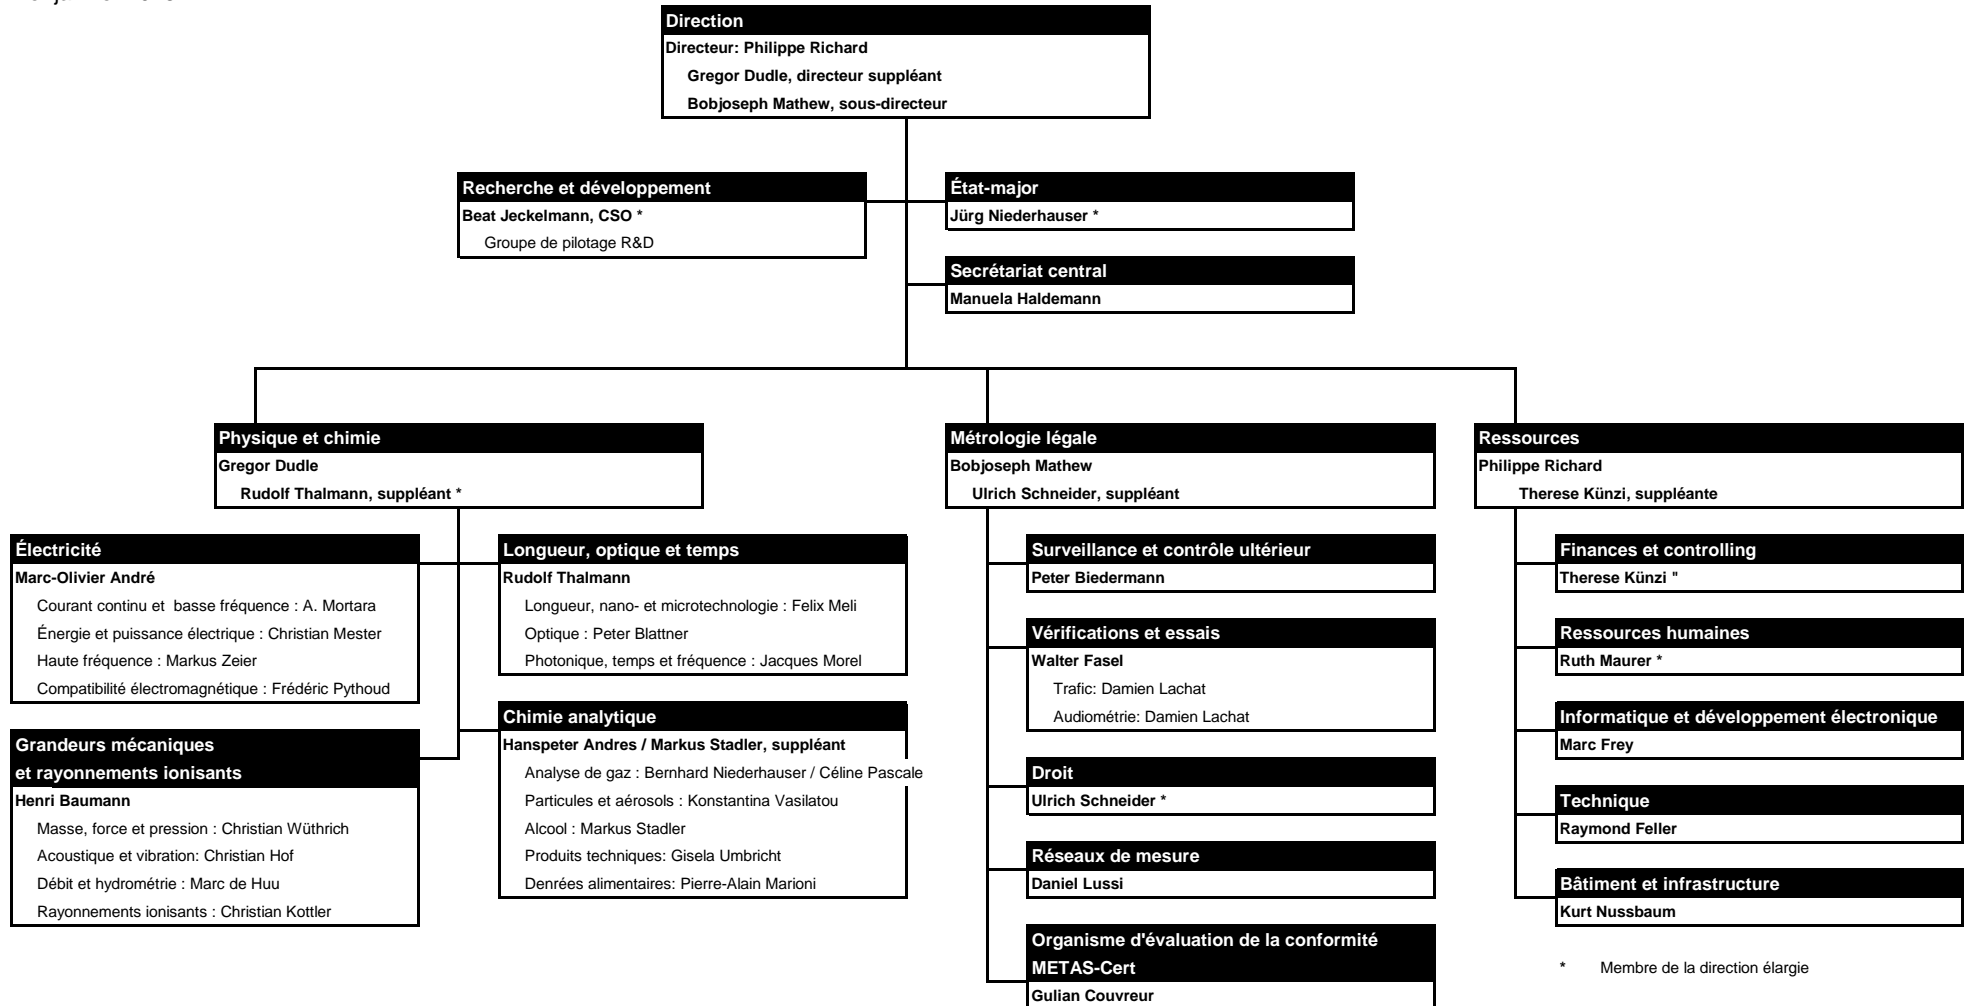 Direction
Directeur: Philippe Richard
Gregor Dudle, directeur suppléant
Bobjoseph Mathew, sous-directeur
Recherche et développement
Beat Jeckelmann, CSO *
Groupe de pilotage R&D
État-major
Jürg Niederhauser *
Secrétariat central
Manuela Haldemann
Physique et chimie
Gregor Dudle
Rudolf Thalmann, suppléant *
Électricité
Marc-Olivier André
Courant continu et  basse fréquence : A. Mortara
Énergie et puissance électrique : Christian Mester
Haute fréquence : Markus Zeier
Compatibilité électromagnétique : Frédéric Pythoud
Grandeurs mécaniques
et rayonnements ionisants
Henri Baumann
Masse, force et pression : Christian Wüthrich
Acoustique et vibration: Christian Hof
Débit et hydrométrie : Marc de Huu
Rayonnements ionisants : Christian Kottler
Longueur, optique et temps
Rudolf Thalmann
Longueur, nano- et microtechnologie : Felix Meli
Optique : Peter Blattner
Photonique, temps et fréquence : Jacques Morel
Chimie analytique
Hanspeter Andres / Markus Stadler, suppléant
Analyse de gaz : Bernhard Niederhauser / Céline Pascale
Particules et aérosols : Konstantina Vasilatou
Alcool : Markus Stadler
Produits techniques: Gisela Umbricht
Denrées alimentaires: Pierre-Alain Marioni
Métrologie légale
Bobjoseph Mathew
Ulrich Schneider, suppléant
Surveillance et contrôle ultérieur
Peter Biedermann
Vérifications et essais
Walter Fasel
Trafic: Damien Lachat
Audiométrie: Damien Lachat
Droit
Ulrich Schneider *
Réseaux de mesure
Daniel Lussi
Organisme d'évaluation de la conformité
METAS-Cert
Gulian Couvreur
Ressources
Philippe Richard
Therese Künzi, suppléante
Finances et controlling
Therese Künzi "
Ressources humaines
Ruth Maurer *
Informatique et développement électronique
Marc Frey
Technique
Raymond Feller
Bâtiment et infrastructure
Kurt Nussbaum
* Membre de la direction élargie